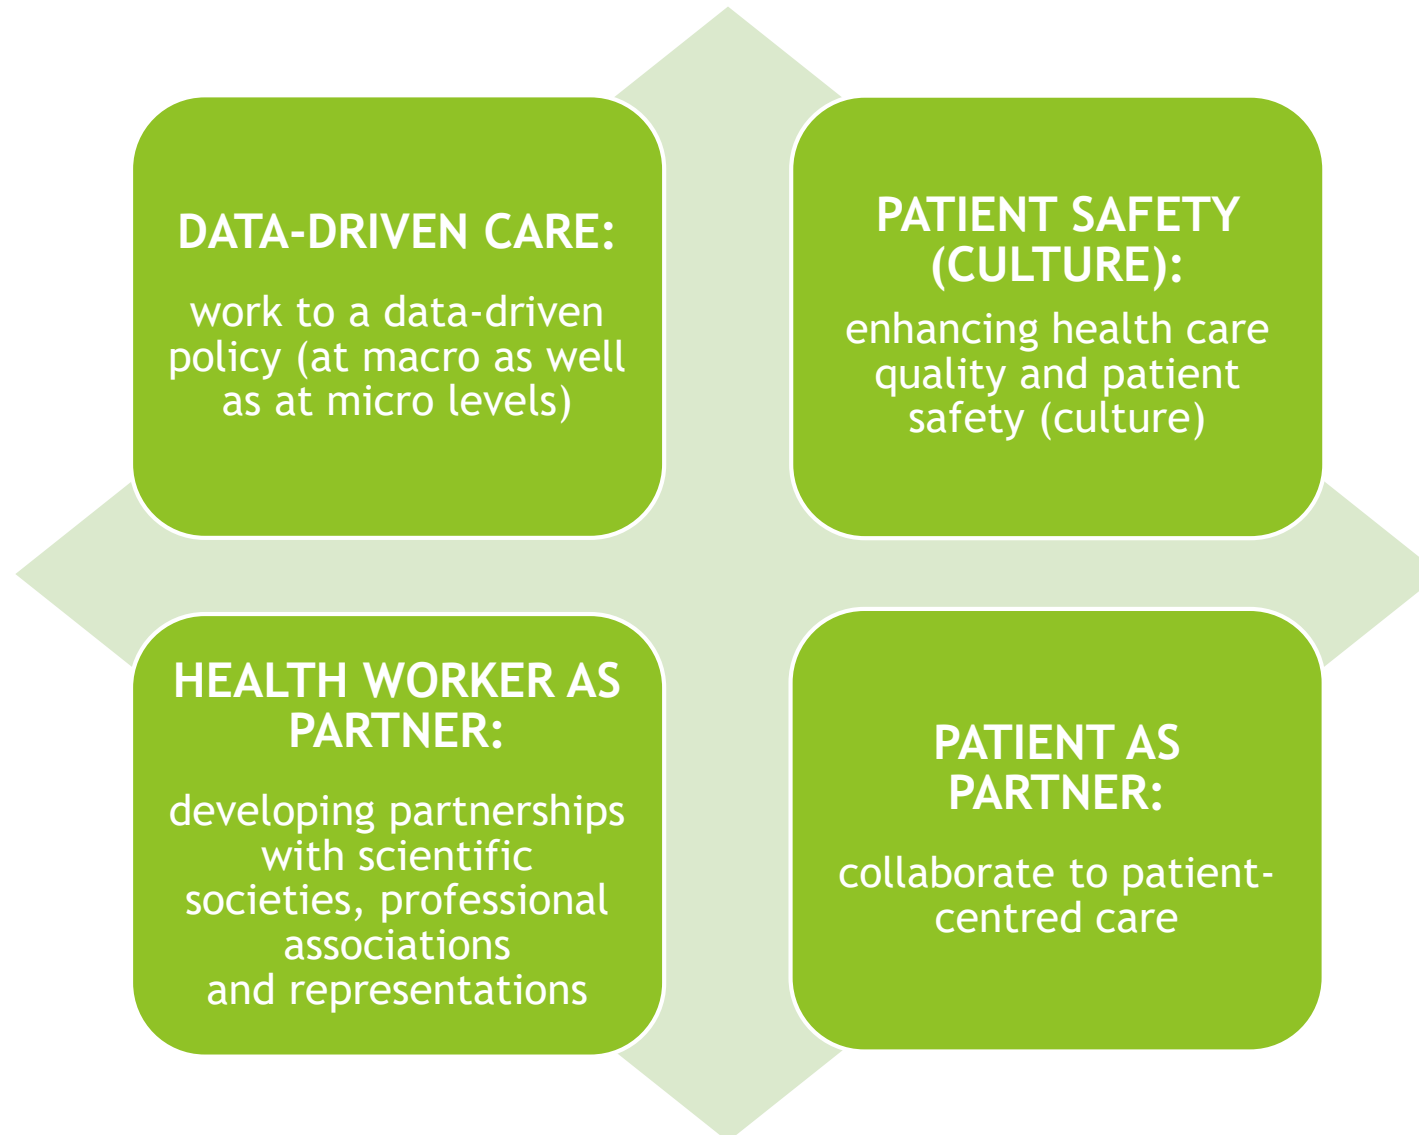 DATA-DRIVEN CARE:
work to a data-driven
policy (at macro as well
as at micro levels)
PATIENT SAFETY
(CULTURE):
enhancing health care
quality and patient
safety (culture)
HEALTH WORKER AS
PARTNER:
developing partnerships
with scientific
societies, professional
associations
and representations
PATIENT AS
PARTNER:
collaborate to patient-
centred care